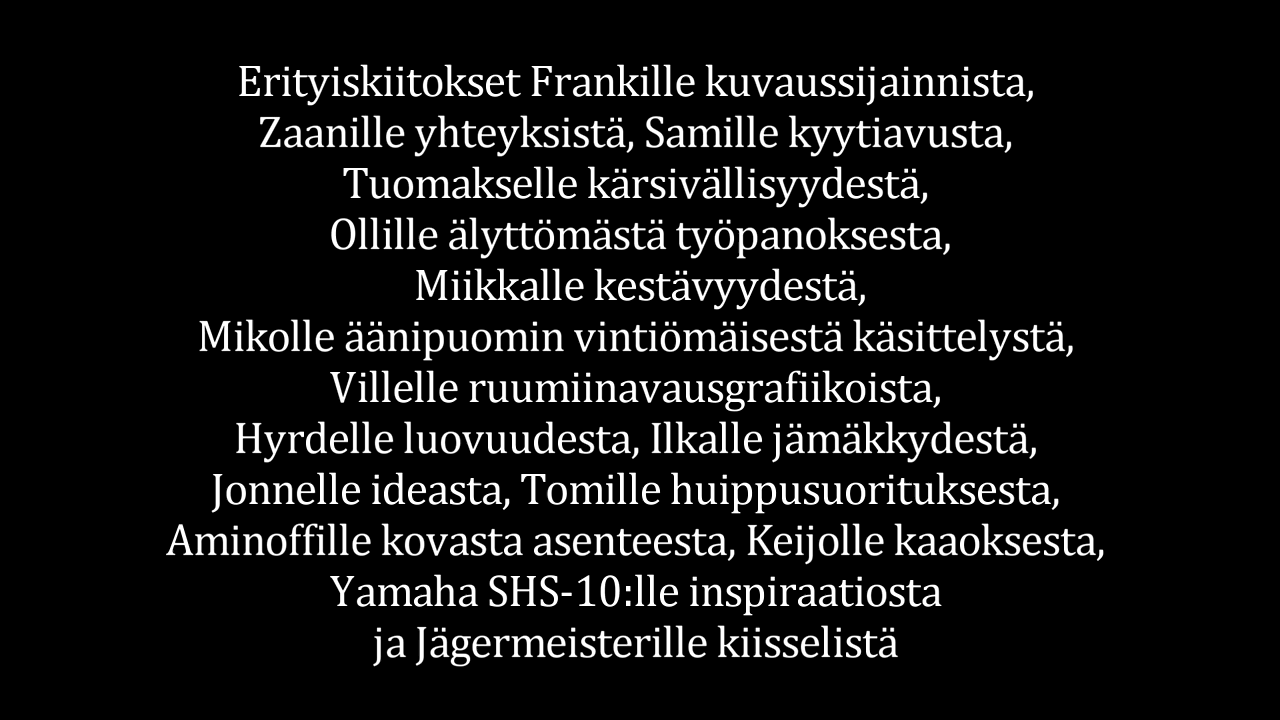 Erityiskiitokset Frankille kuvaussijainnista,
Zaanille yhteyksistä, Samille kyytiavusta,
Tuomakselle kärsivällisyydestä,
Ollille älyttömästä työpanoksesta,
Miikkalle kestävyydestä,
Mikolle äänipuomin vintiömäisestä käsittelystä,
Villelle ruumiinavausgrafiikoista,
Hyrdelle luovuudesta, Ilkalle jämäkkydestä,
Jonnelle ideasta, Tomille huippusuorituksesta,
Aminoffille kovasta asenteesta, Keijolle kaaoksesta,
Yamaha SHS-10:lle inspiraatiosta
ja Jägermeisterille kiisselistä